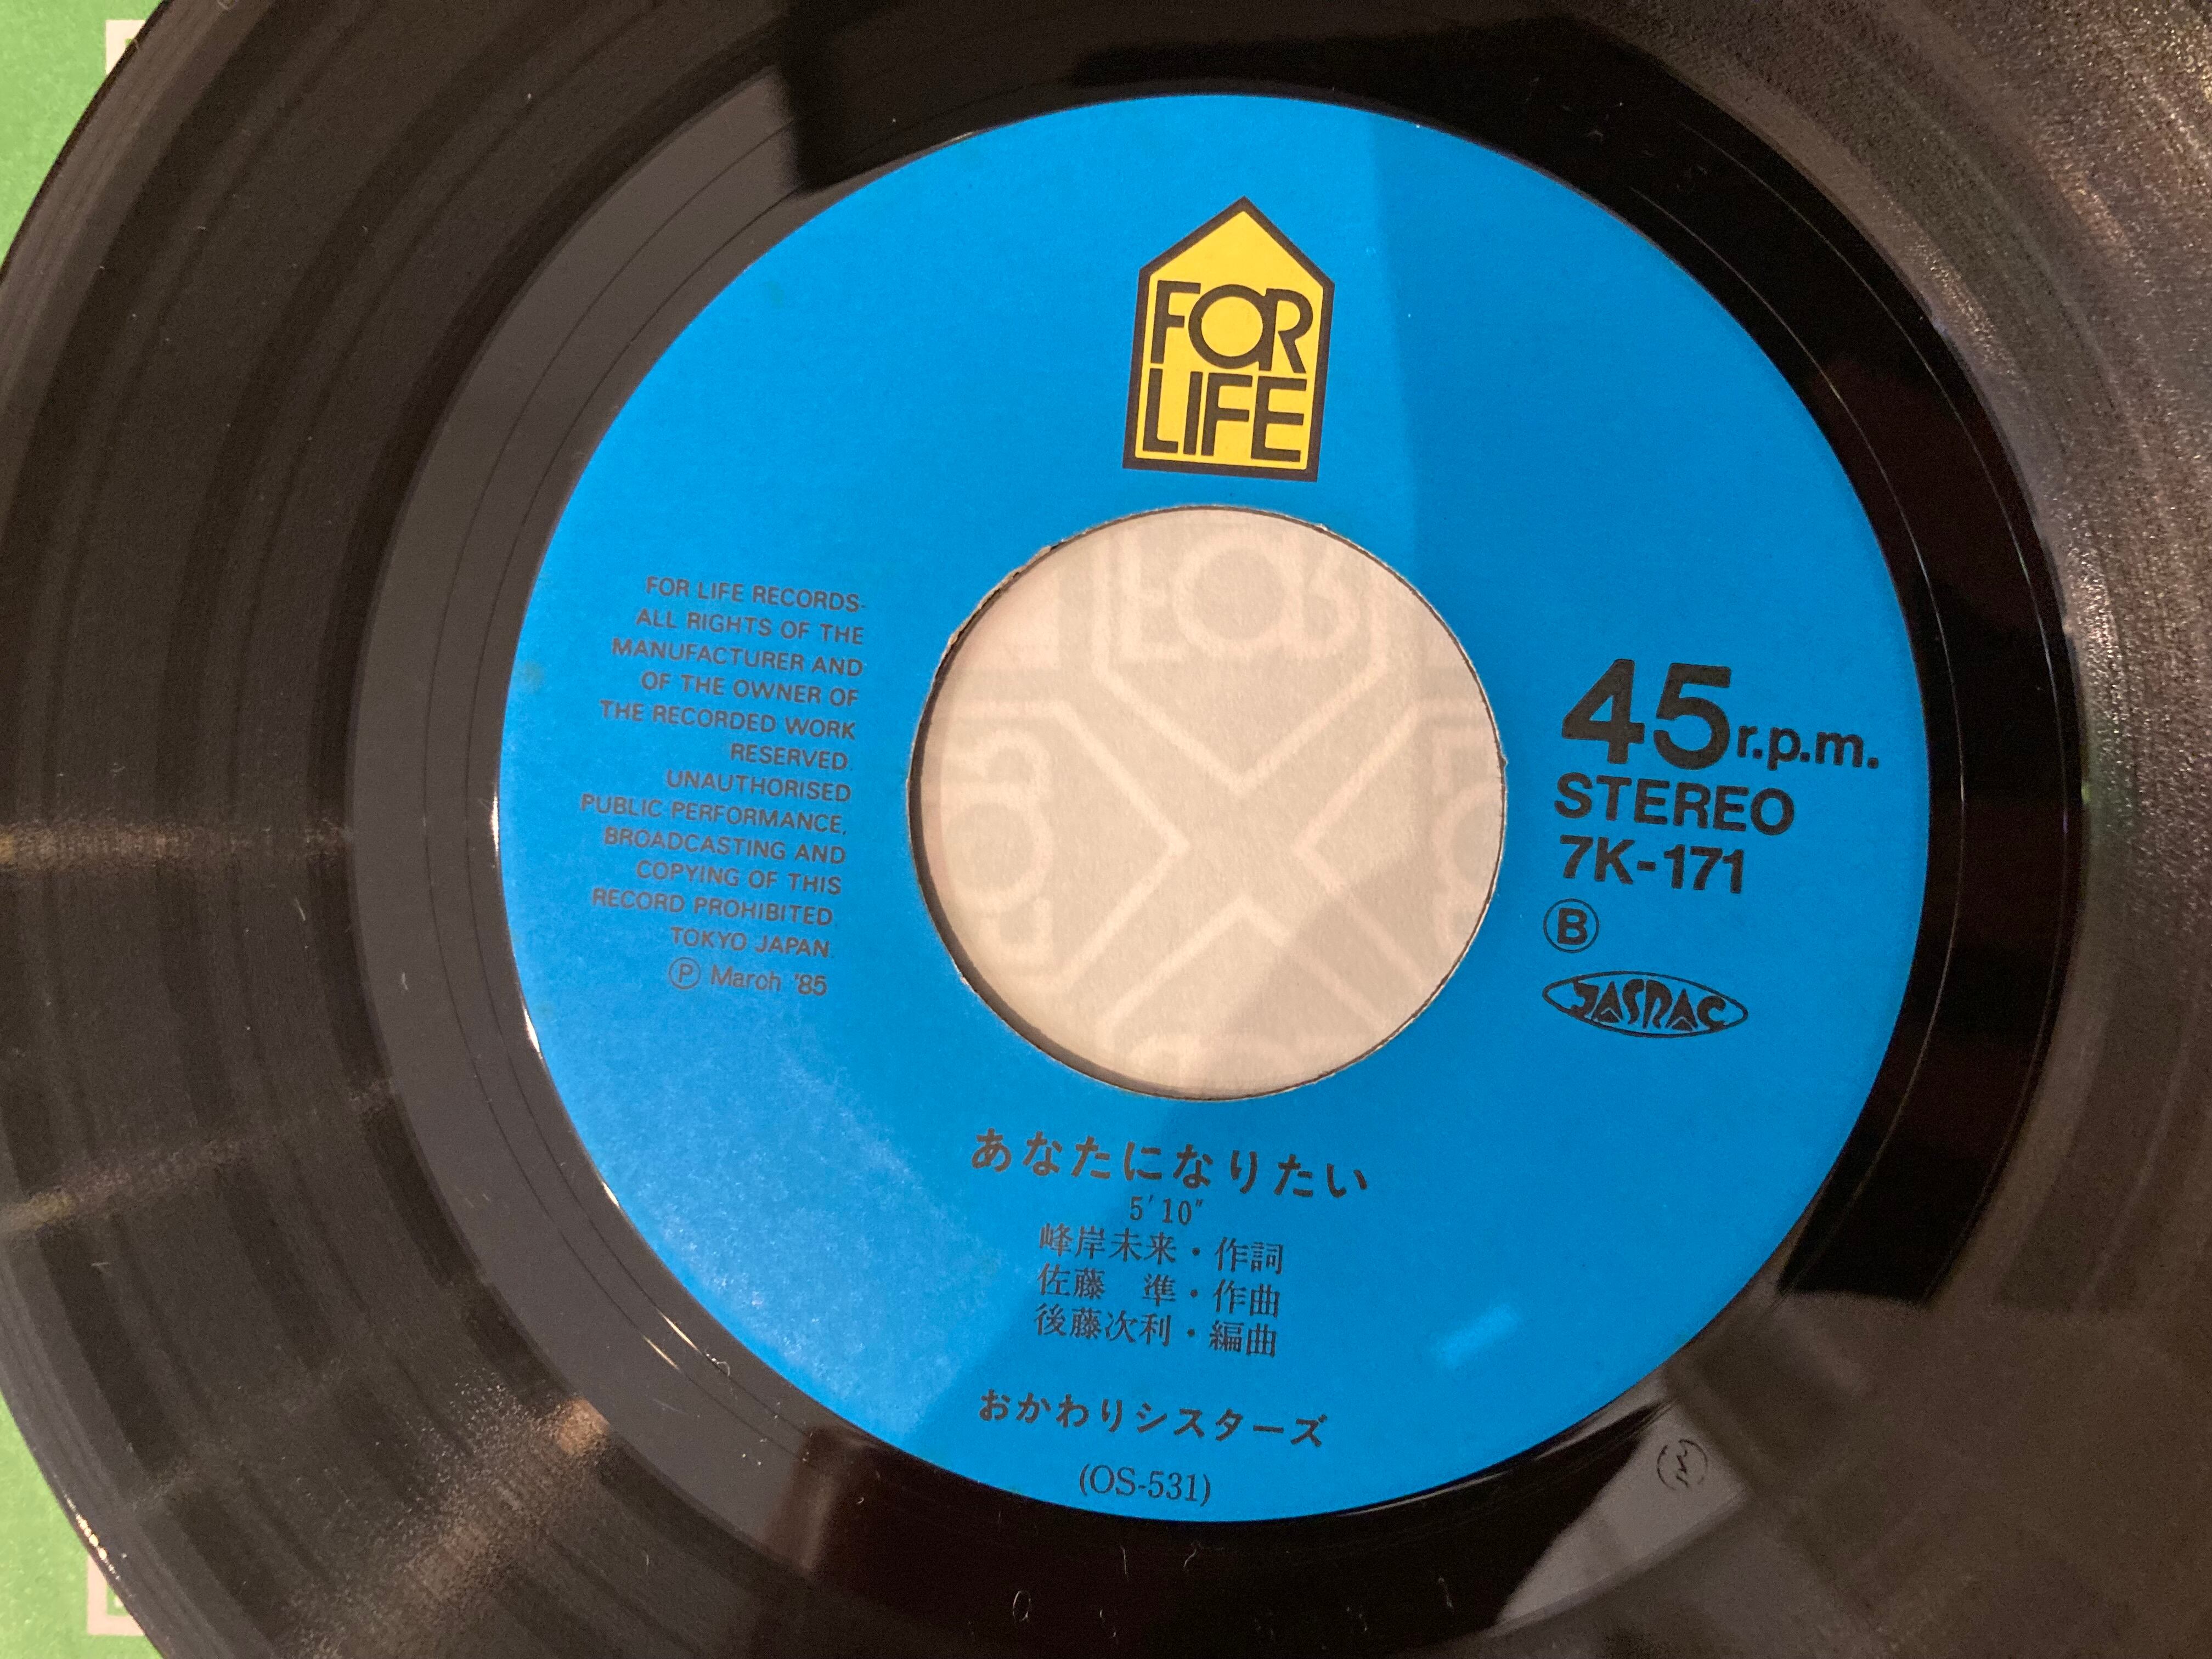 FOR
LIFE
FOR LIFE RECORDS-
ALL RIGHTS OF THE
MANUFACTURER AND
OF THE OWNER OF
THE RECORDED WORK
RESERVED.
UNAUTHORISED
PUBLIC PERFORMANCE,
BROADCASTING AND
COPYING OF THIS
RECORD PROHIBITED
TOKYO JAPAN
Ⓟ March '85
45r.p.m.
STEREO
7K-171
Ⓑ
JASRAC
あなたになりたい
5′10″
峰岸未来・作詞
佐藤　準・作曲
後藤次利・編曲
おかわりシスターズ
(OS-531)